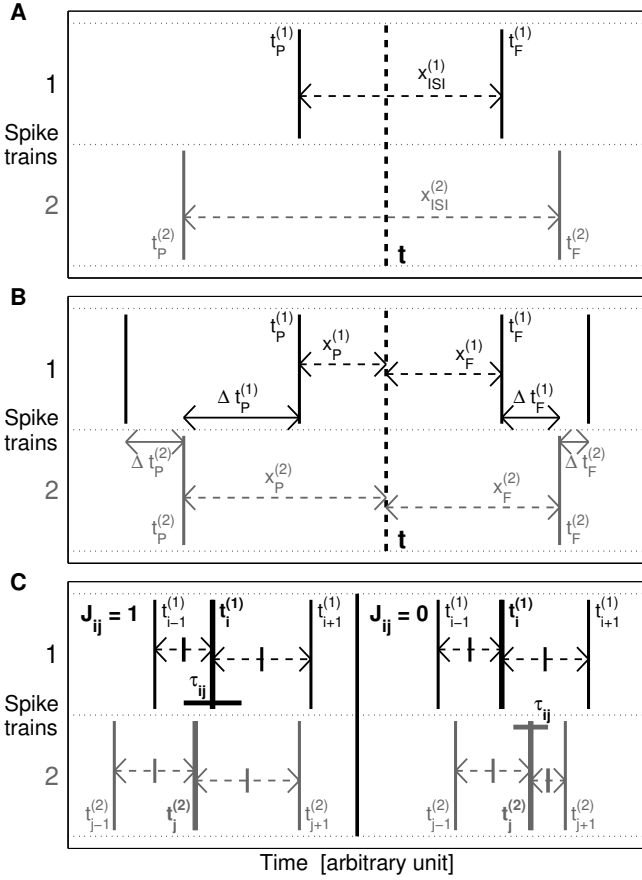 A
t_P^(1)
t_F^(1)
x_ISI^(1)
1
Spike
trains
2
x_ISI^(2)
t_P^(2)
t_F^(2)
t
B
t_P^(1)
t_F^(1)
x_P^(1)
x_F^(1)
1
Δ t_P^(1)
Δ t_F^(1)
Spike
trains
Δ t_P^(2)
Δ t_F^(2)
2
x_P^(2)
x_F^(2)
t_P^(2)
t_F^(2)
t
C
J_ij = 1
t_i-1^(1)
t_i^(1)
t_i+1^(1)
J_ij = 0
t_i-1^(1)
t_i^(1)
t_i+1^(1)
1
τ_ij
τ_ij
Spike
trains
2
t_j-1^(2)
t_j^(2)
t_j+1^(2)
t_j-1^(2)
t_j^(2)
t_j+1^(2)
Time [arbitrary unit]